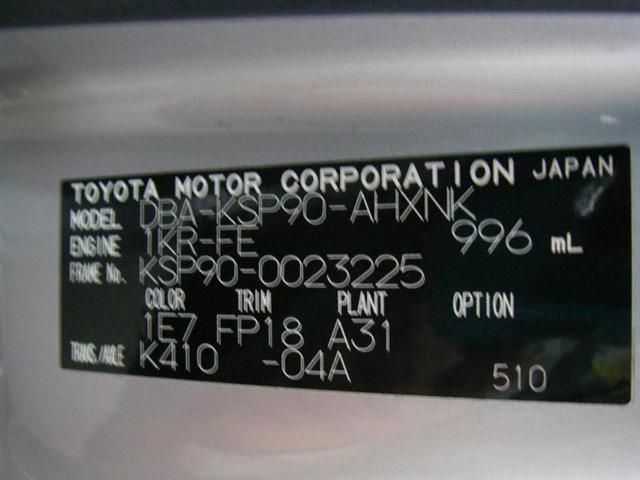 TOYOTA MOTOR CORPORATION JAPAN
MODEL DBA-KSP90-AHXNK
ENGINE 1KR-FE 996 mL
FRAME No. KSP90-0023225
COLOR TRIM PLANT OPTION
1E7 FP18 A31
TRANS./AXLE K410 -04A
510